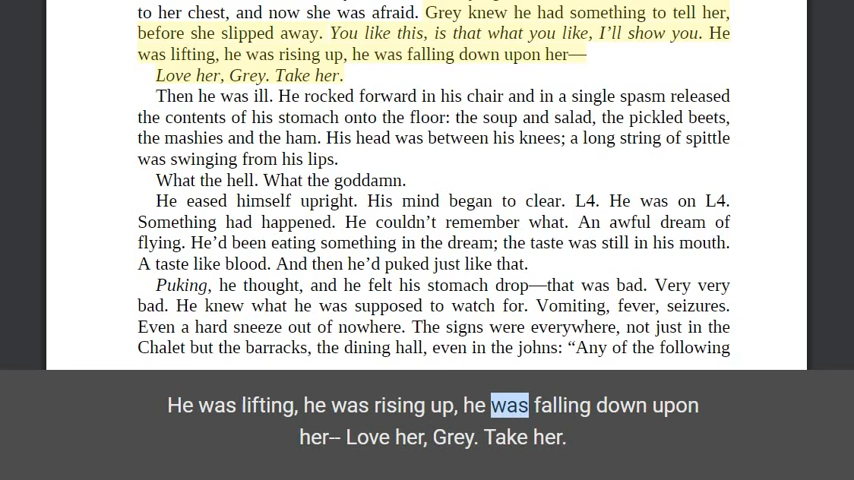 to her chest, and now she was afraid. Grey knew he had something to tell her,
before she slipped away. You like this, is that what you like, I’ll show you. He
was lifting, he was rising up, he was falling down upon her—
Love her, Grey. Take her.
Then he was ill. He rocked forward in his chair and in a single spasm released
the contents of his stomach onto the floor: the soup and salad, the pickled beets,
the mashies and the ham. His head was between his knees; a long string of spittle
was swinging from his lips.
What the hell. What the goddamn.
He eased himself upright. His mind began to clear. L4. He was on L4.
Something had happened. He couldn’t remember what. An awful dream of
flying. He’d been eating something in the dream; the taste was still in his mouth.
A taste like blood. And then he’d puked just like that.
Puking, he thought, and he felt his stomach drop—that was bad. Very very
bad. He knew what he was supposed to watch for. Vomiting, fever, seizures.
Even a hard sneeze out of nowhere. The signs were everywhere, not just in the
Chalet but the barracks, the dining hall, even in the johns: “Any of the following
He was lifting, he was rising up, he was falling down upon
her-- Love her, Grey. Take her.